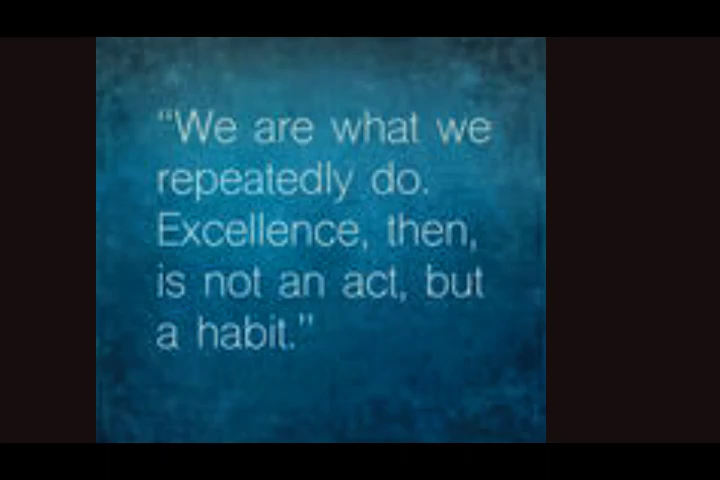 “We are what we
repeatedly do.
Excellence, then,
is not an act, but
a habit.”